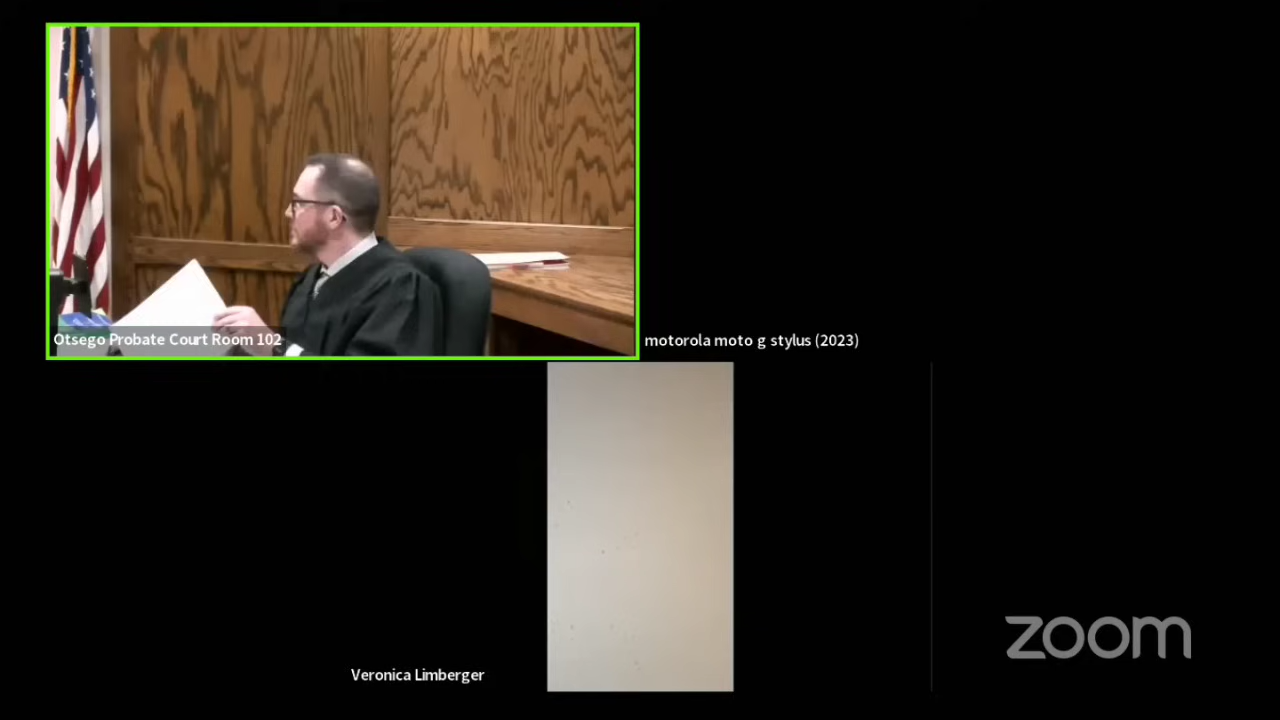 Otsego Probate Court Room 102
motorola moto g stylus (2023)
Veronica Limberger
zoom